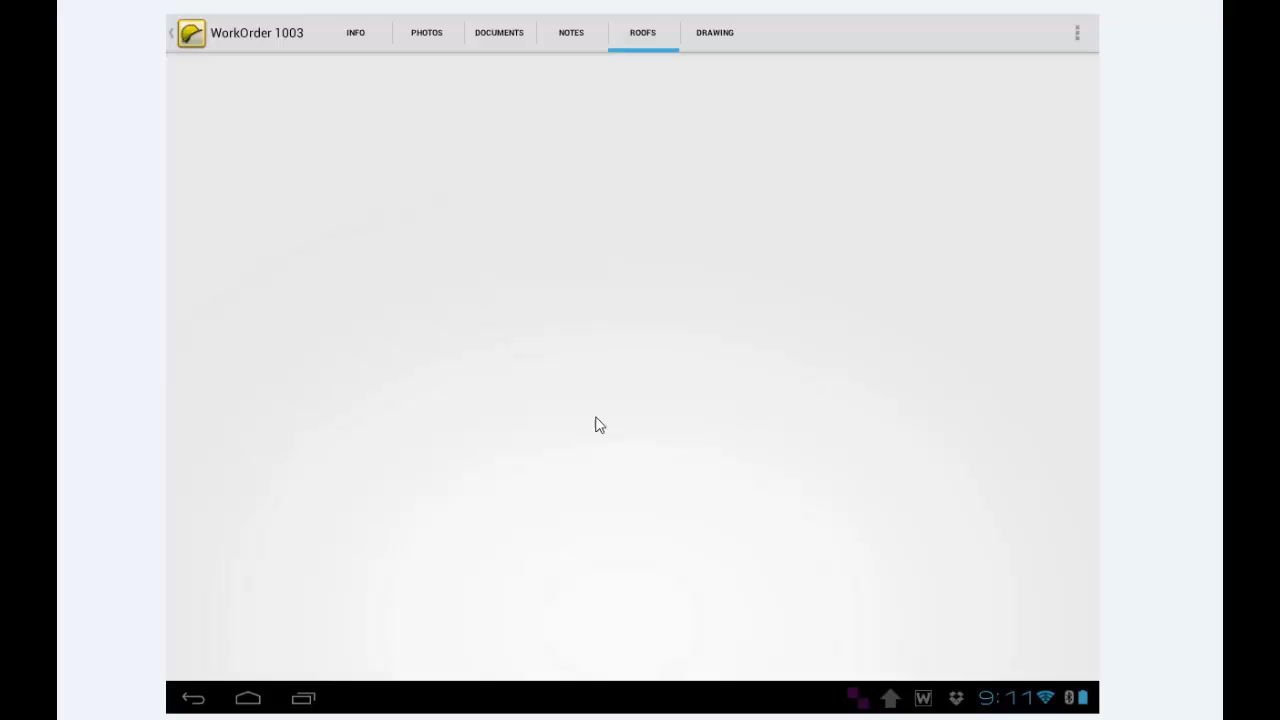 WorkOrder 1003
INFO
PHOTOS
DOCUMENTS
NOTES
ROOFS
DRAWING
W
9:11